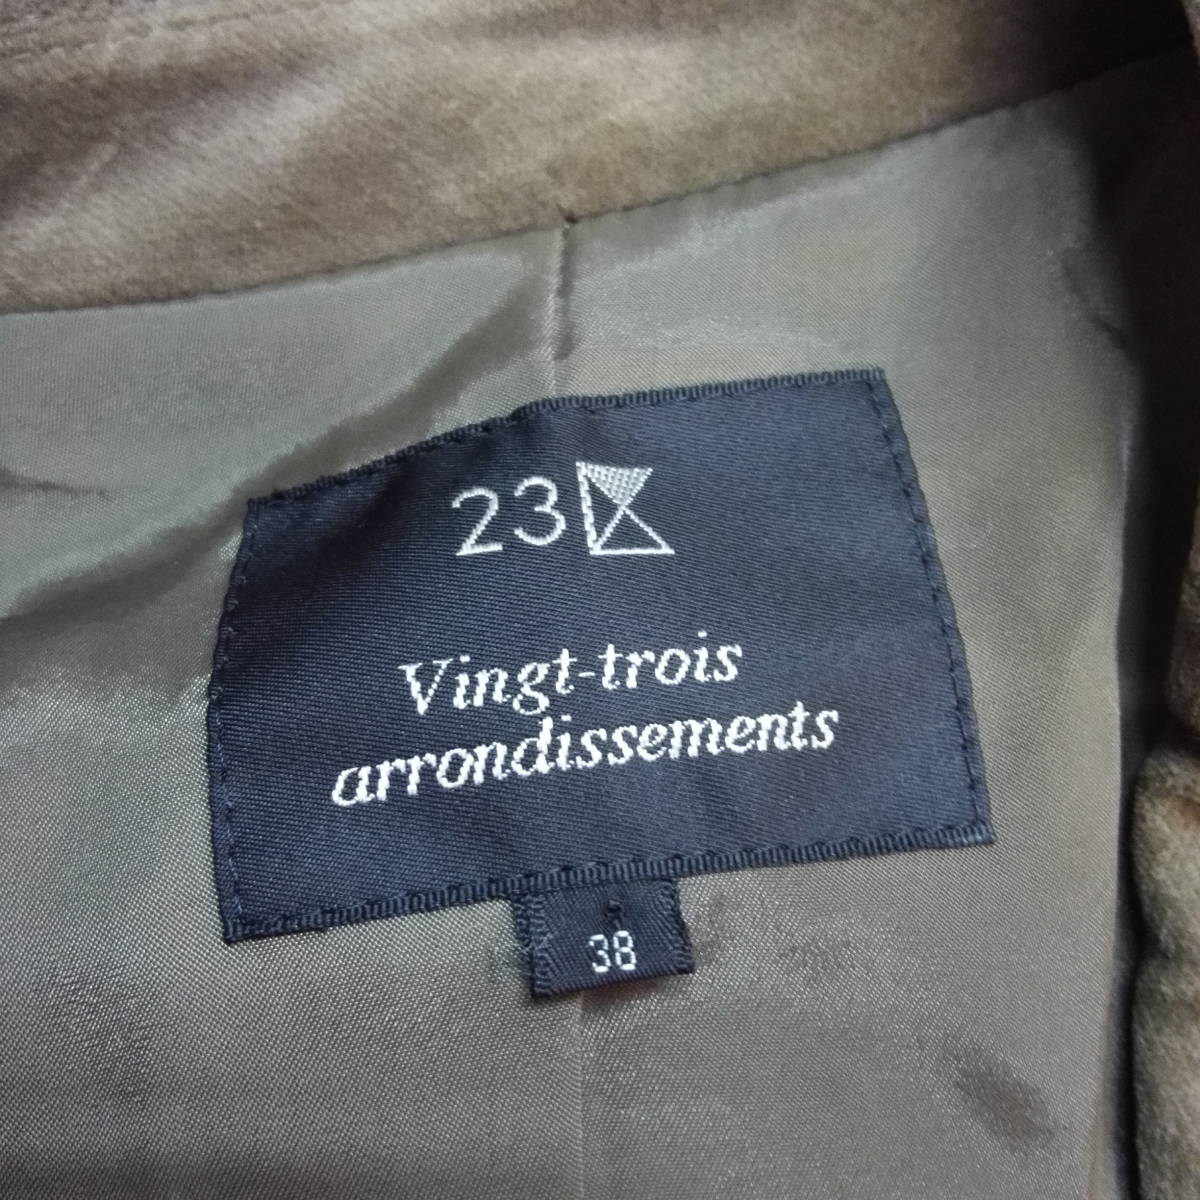 23
Vingt-trois
arrondissements
38